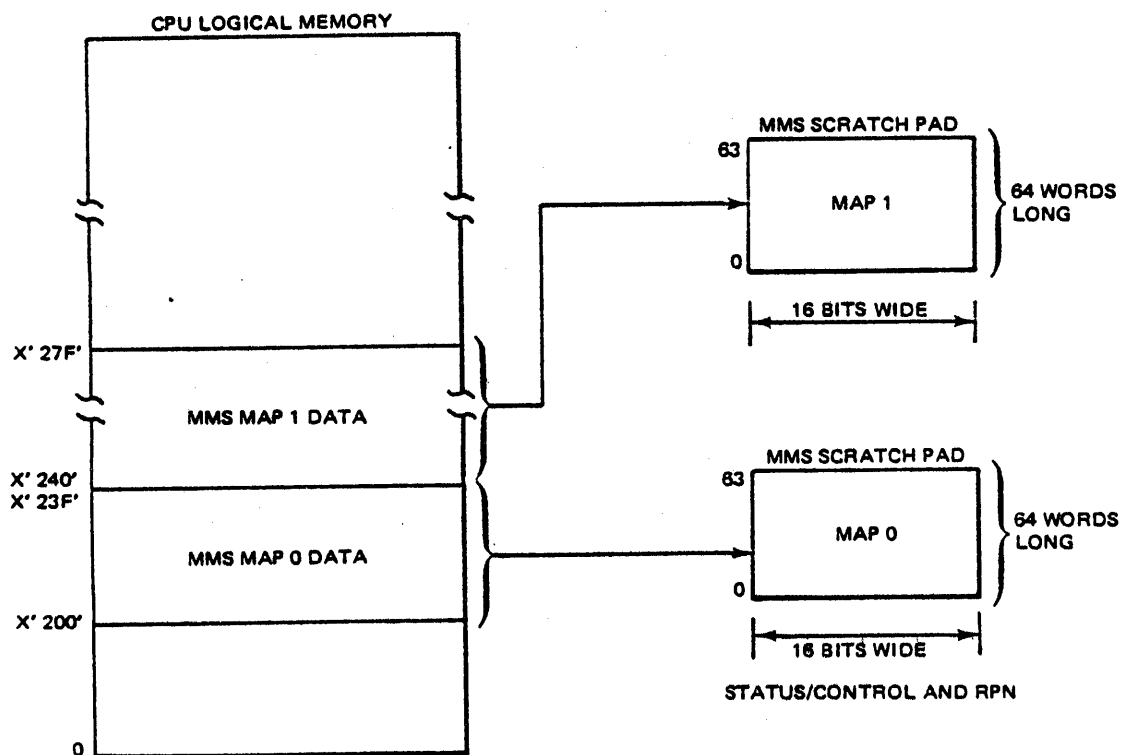 CPU LOGICAL MEMORY
MMS SCRATCH PAD
63
MAP 1
0
64 WORDS
LONG
16 BITS WIDE
X' 27F'
MMS MAP 1 DATA
X' 240'
X' 23F'
MMS MAP 0 DATA
X' 200'
0
MMS SCRATCH PAD
63
MAP 0
0
64 WORDS
LONG
16 BITS WIDE
STATUS/CONTROL AND RPN